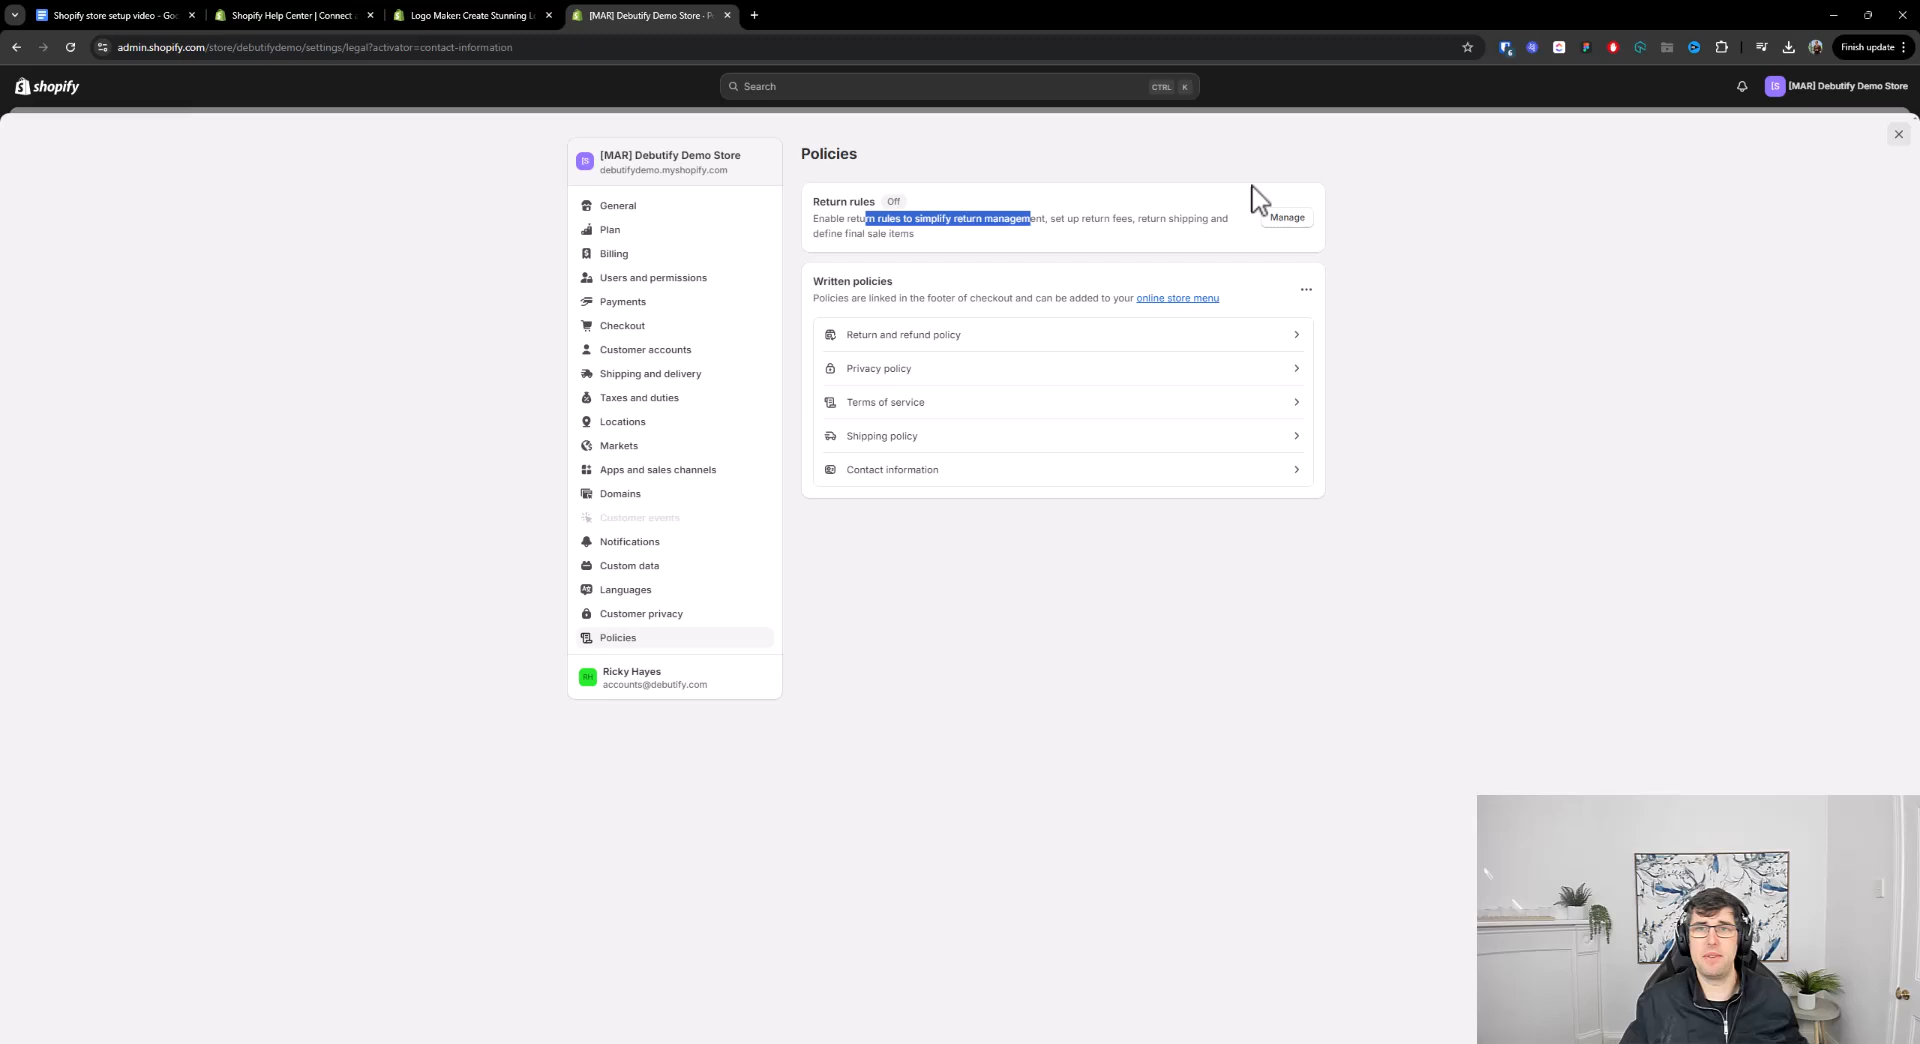 Shopify store setup video - Goo
Shopify Help Center | Connect a
Logo Maker: Create Stunning L
[MAR] Debutify Demo Store - P
admin.shopify.com/store/debutifydemo/settings/legal?activator=contact-information
6
Finish update
shopify
Search
CTRL K
[S
[MAR] Debutify Demo Store
[S
[MAR] Debutify Demo Store
debutifydemo.myshopify.com
General
Plan
Billing
Users and permissions
Payments
Checkout
Customer accounts
Shipping and delivery
Taxes and duties
Locations
Markets
Apps and sales channels
Domains
Customer events
Notifications
Custom data
Languages
Customer privacy
Policies
RH
Ricky Hayes
accounts@debutify.com
Policies
Return rules Off
Enable return rules to simplify return management, set up return fees, return shipping and
define final sale items
Manage
Written policies
Policies are linked in the footer of checkout and can be added to your online store menu
Return and refund policy
Privacy policy
Terms of service
Shipping policy
Contact information